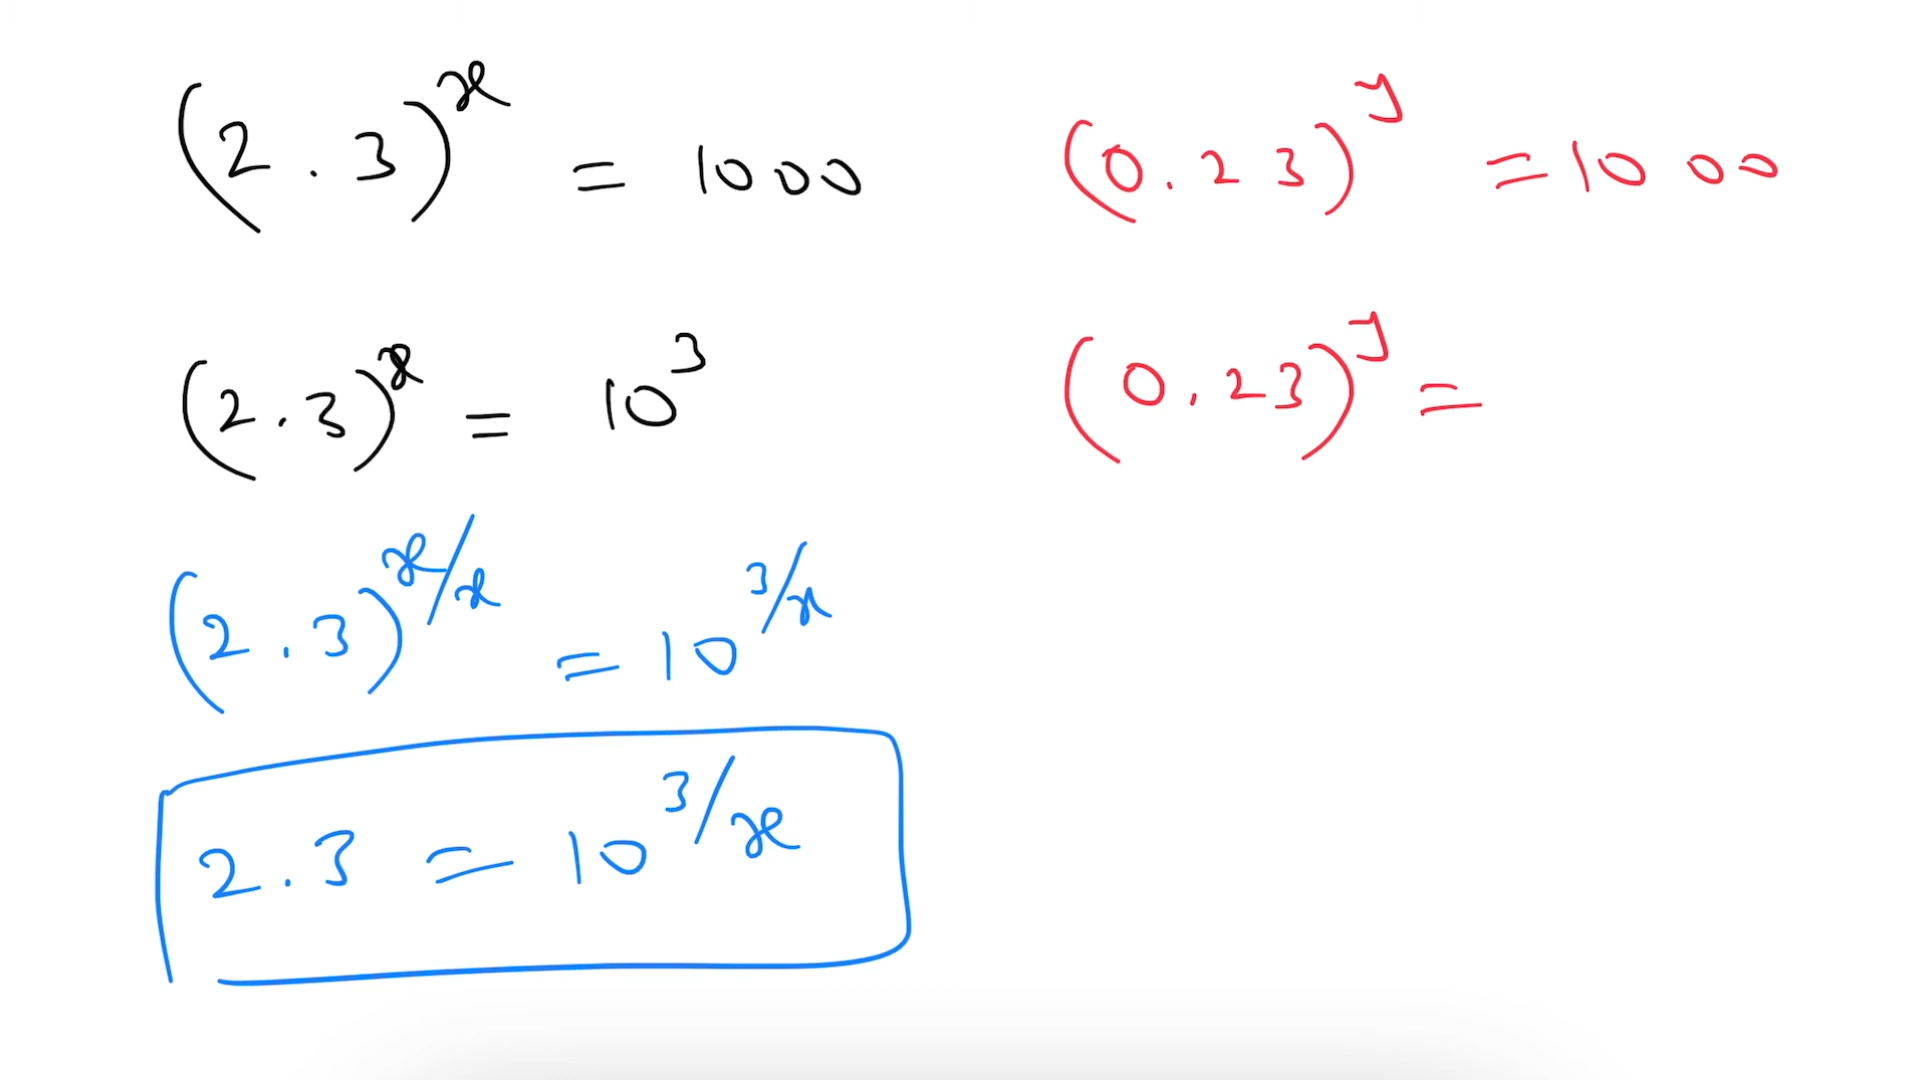 (2.3)^x = 1000
(2.3)^x = 10^3
(2.3)^x/x = 10^3/x
2.3 = 10^3/x
(0.23)^y = 1000
(0.23)^y =